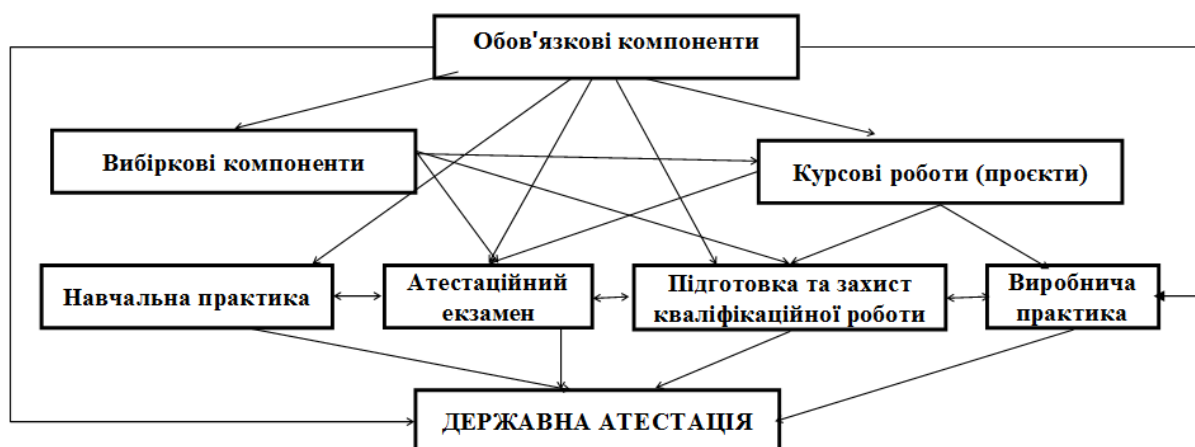 Обов'язкові компоненти
Вибіркові компоненти
Курсові роботи (проєкти)
Навчальна практика
Атестаційний
екзамен
Підготовка та захист
кваліфікаційної роботи
Виробнича
практика
ДЕРЖАВНА АТЕСТАЦІЯ